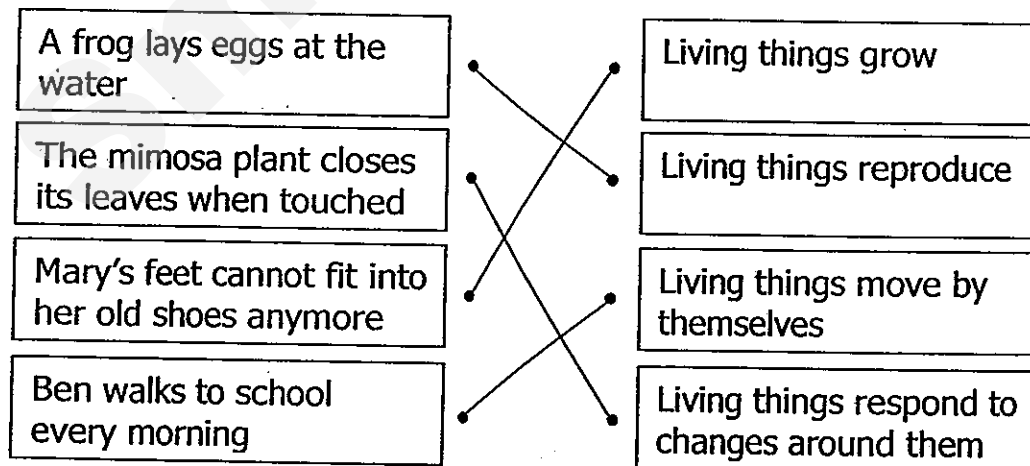 A frog lays eggs at the
water
The mimosa plant closes
its leaves when touched
Mary's feet cannot fit into
her old shoes anymore
Ben walks to school
every morning
Living things grow
Living things reproduce
Living things move by
themselves
Living things respond to
changes around them